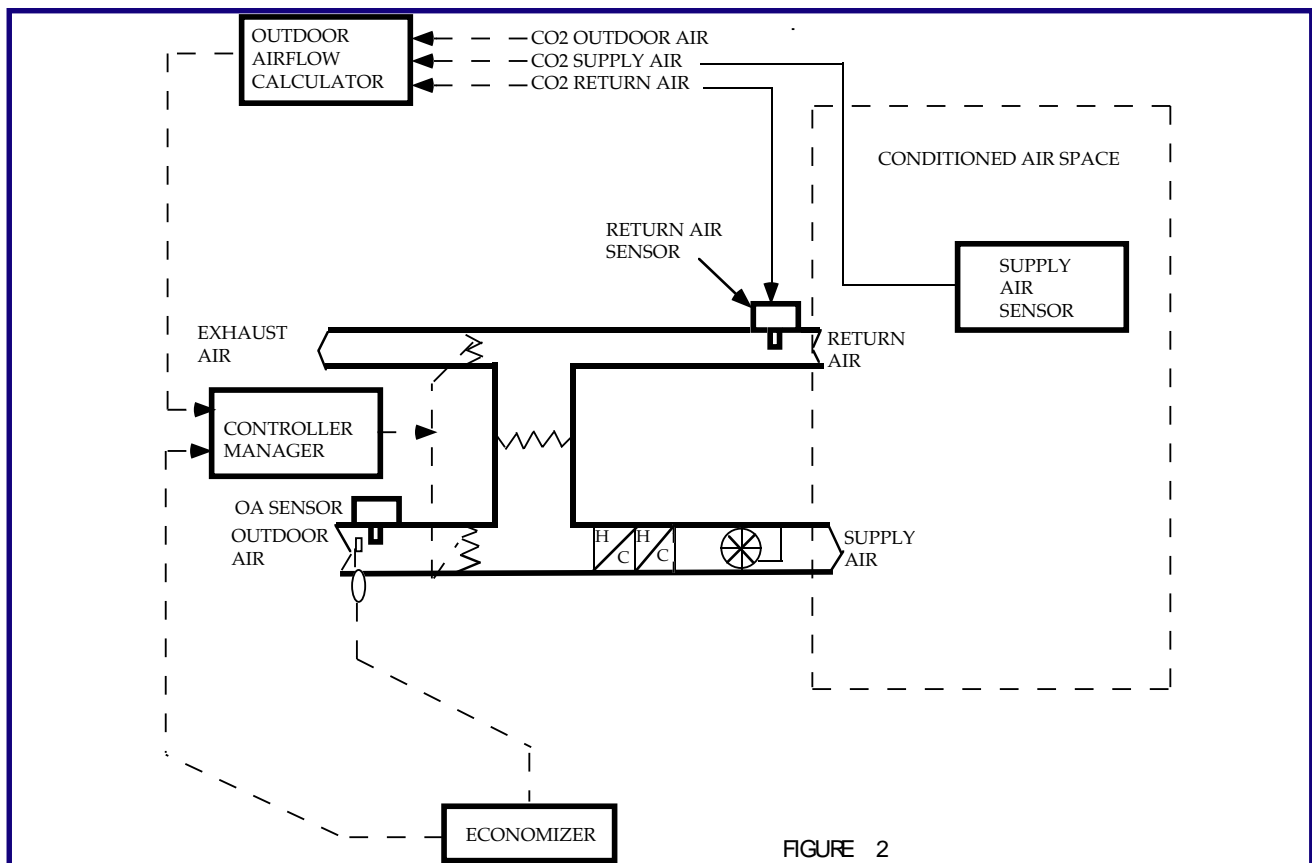 OUTDOOR
AIRFLOW
CALCULATOR
CO2 OUTDOOR AIR
CO2 SUPPLY AIR
CO2 RETURN AIR
CONDITIONED AIR SPACE
RETURN AIR
SENSOR
SUPPLY
AIR
SENSOR
EXHAUST
AIR
RETURN
AIR
CONTROLLER
MANAGER
OA SENSOR
OUTDOOR
AIR
H
C
H
C
SUPPLY
AIR
ECONOMIZER
FIGURE 2